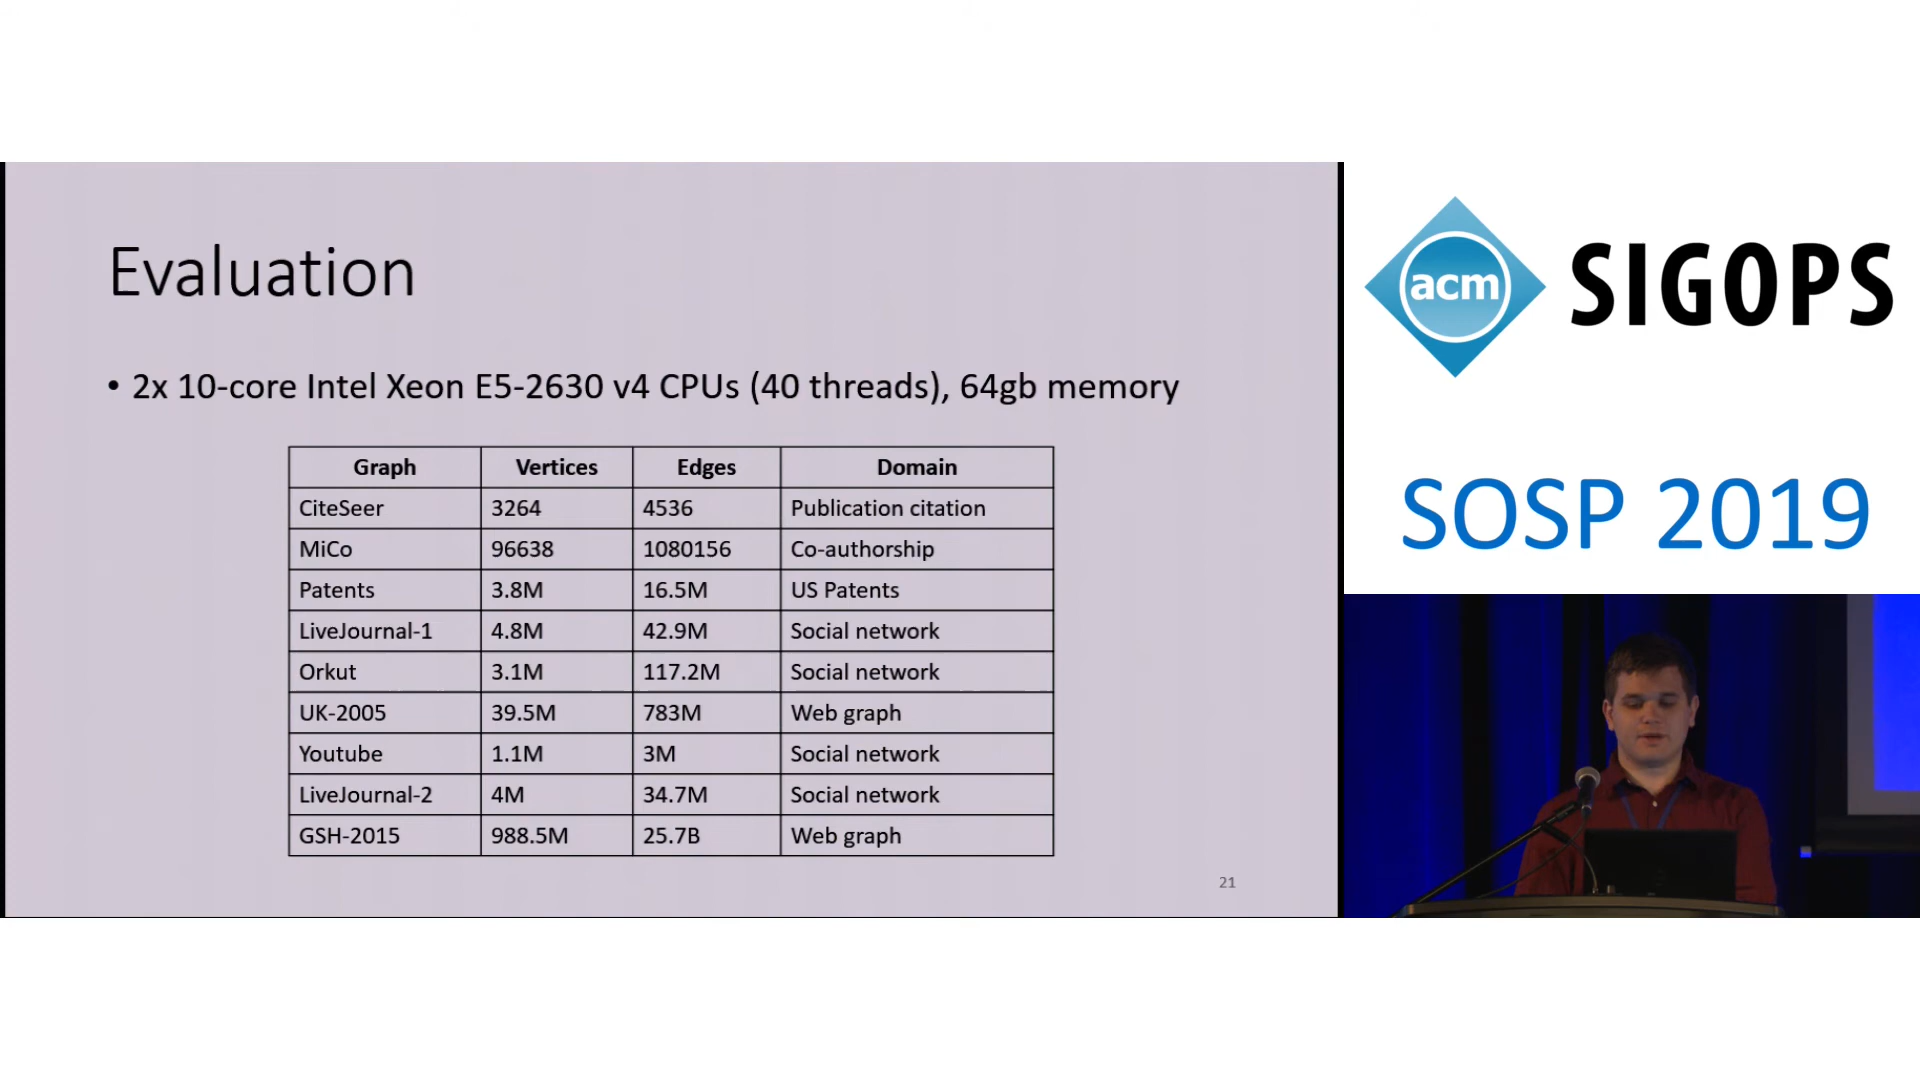 Evaluation
• 2x 10-core Intel Xeon E5-2630 v4 CPUs (40 threads), 64gb memory
Graph Vertices Edges Domain
CiteSeer 3264 4536 Publication citation
MiCo 96638 1080156 Co-authorship
Patents 3.8M 16.5M US Patents
LiveJournal-1 4.8M 42.9M Social network
Orkut 3.1M 117.2M Social network
UK-2005 39.5M 783M Web graph
Youtube 1.1M 3M Social network
LiveJournal-2 4M 34.7M Social network
GSH-2015 988.5M 25.7B Web graph
21
acm SIGOPS
SOSP 2019